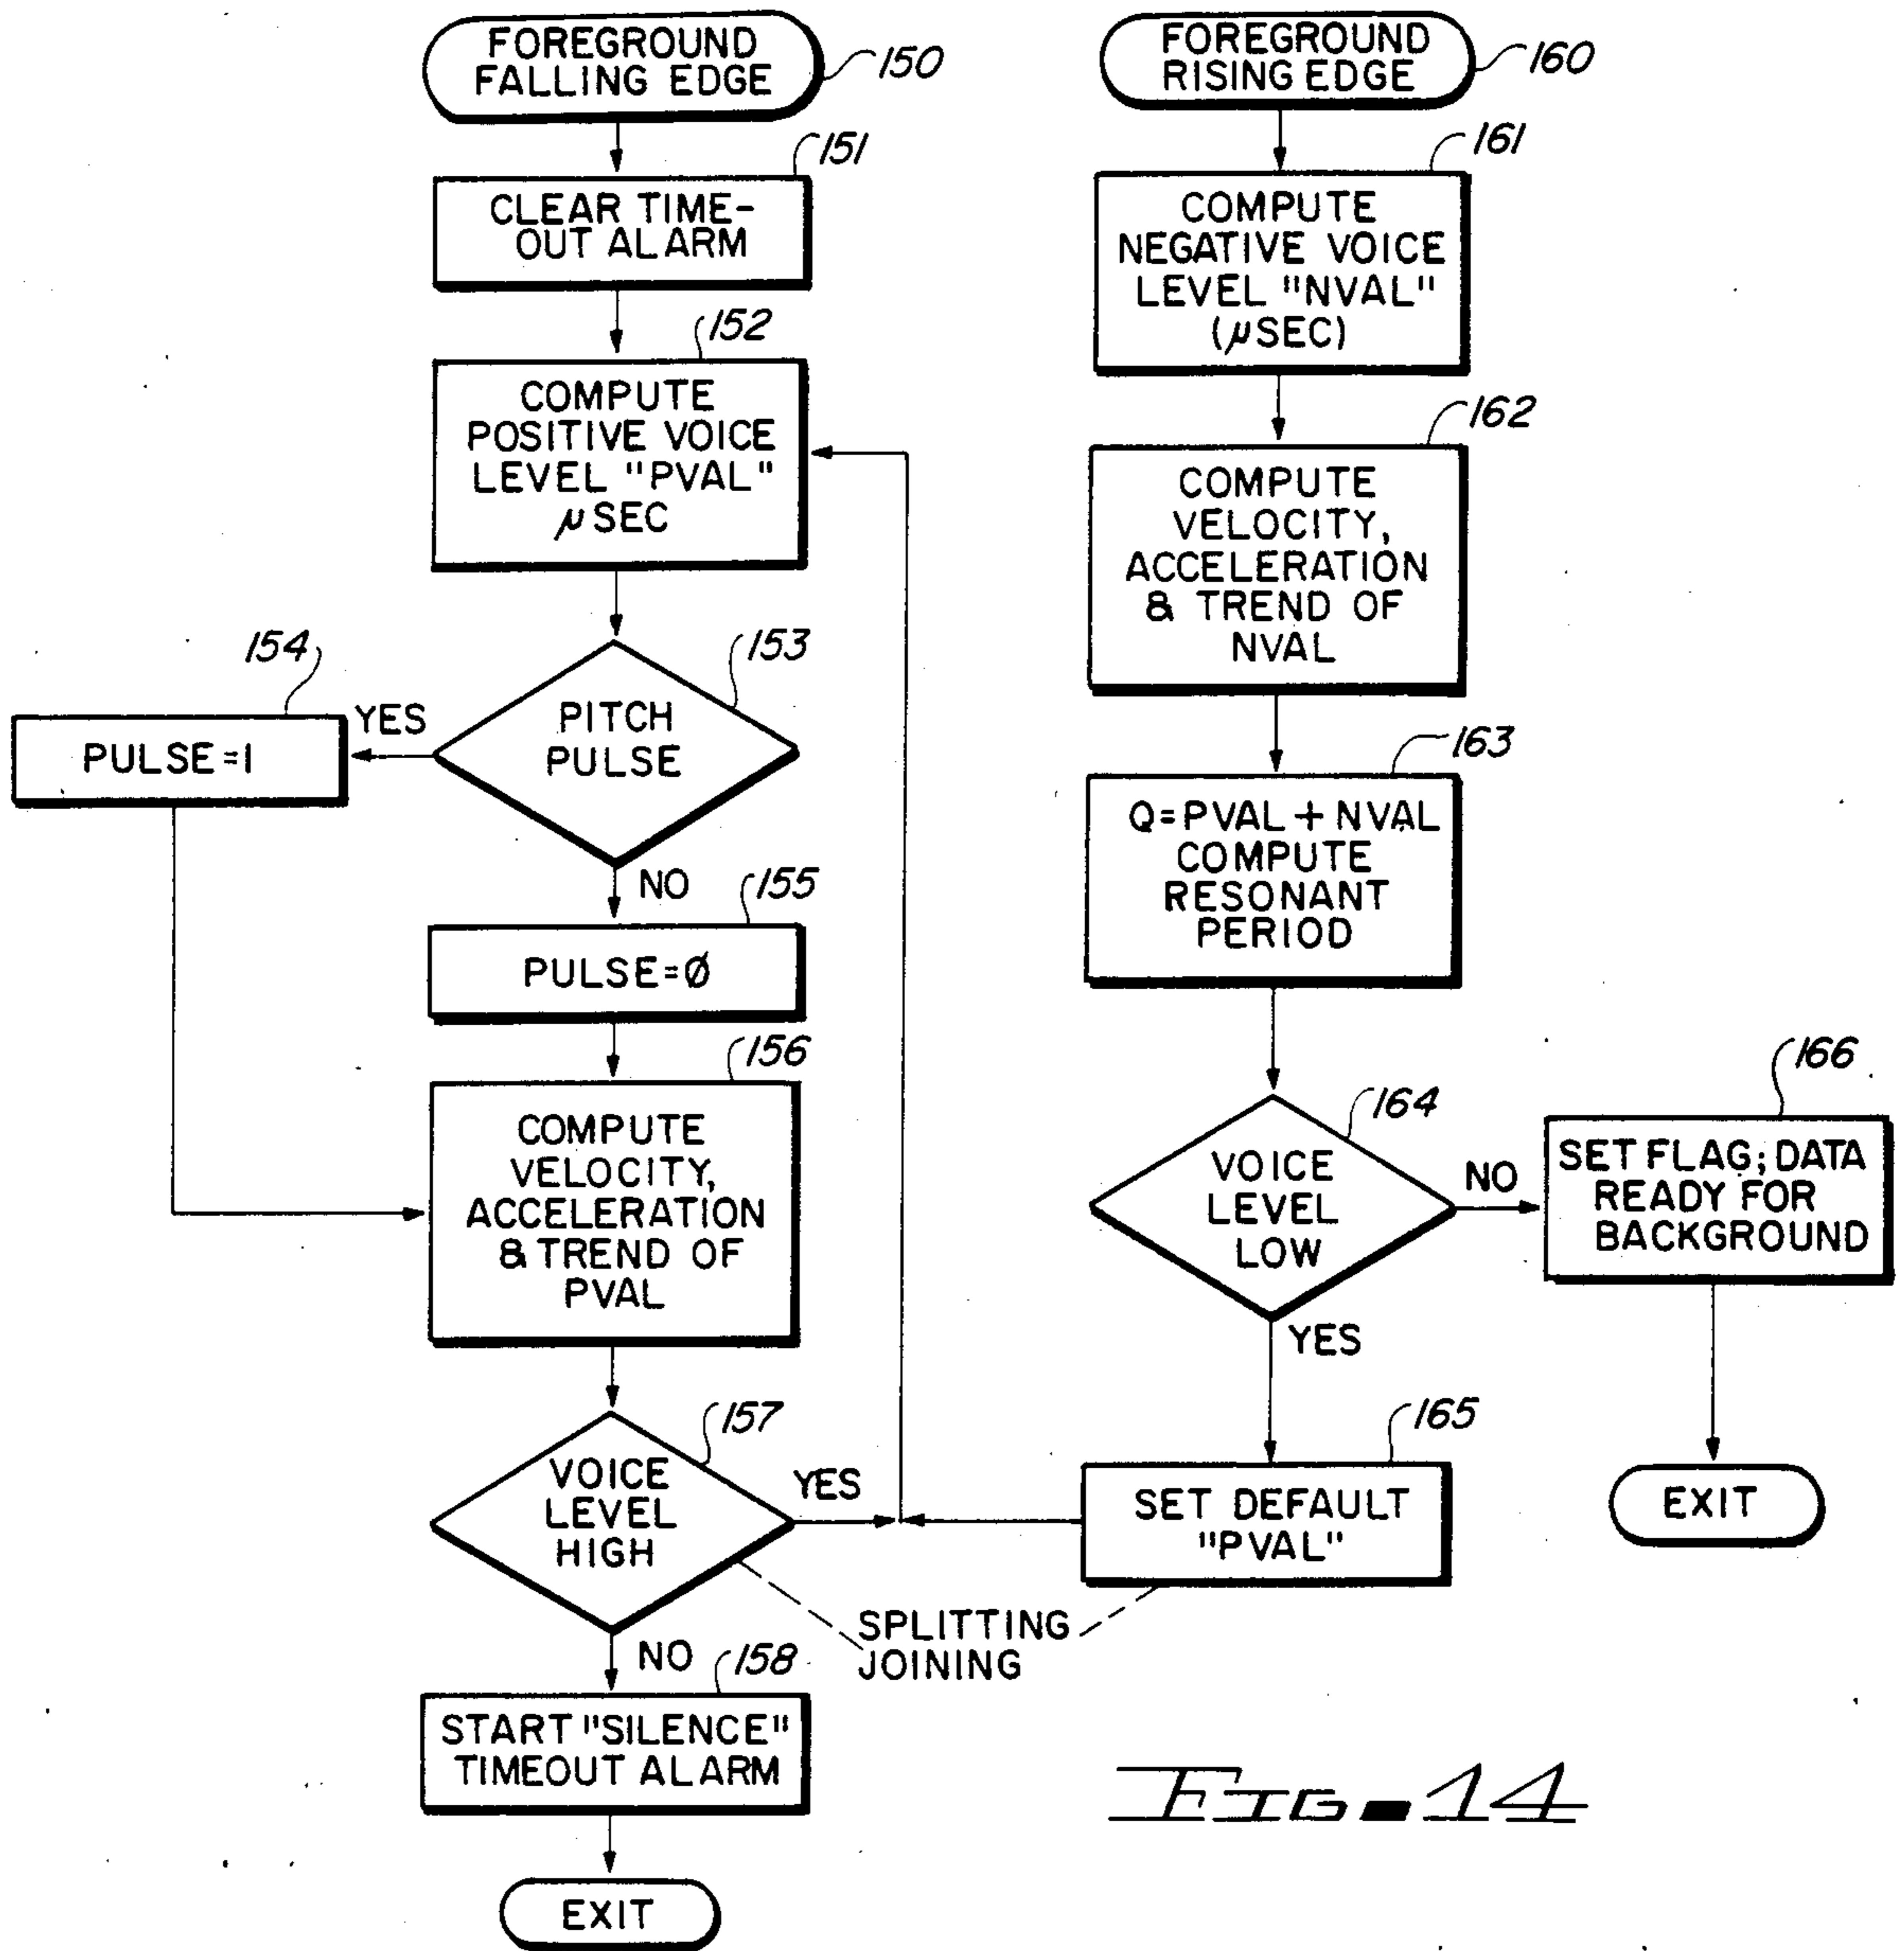 FOREGROUND
FALLING EDGE
150
151
CLEAR TIME-
OUT ALARM
152
COMPUTE
POSITIVE VOICE
LEVEL "PVAL"
µSEC
153
PITCH
PULSE
YES
154
PULSE=1
NO
155
PULSE=Ø
156
COMPUTE
VELOCITY,
ACCELERATION
& TREND OF
PVAL
157
VOICE
LEVEL
HIGH
YES
NO
158
START "SILENCE"
TIMEOUT ALARM
EXIT
FOREGROUND
RISING EDGE
160
161
COMPUTE
NEGATIVE VOICE
LEVEL "NVAL"
(µSEC)
162
COMPUTE
VELOCITY,
ACCELERATION
& TREND OF
NVAL
163
Q=PVAL + NVAL
COMPUTE
RESONANT
PERIOD
164
VOICE
LEVEL
LOW
NO
166
SET FLAG; DATA
READY FOR
BACKGROUND
EXIT
YES
165
SET DEFAULT
"PVAL"
SPLITTING
JOINING
FIG-14